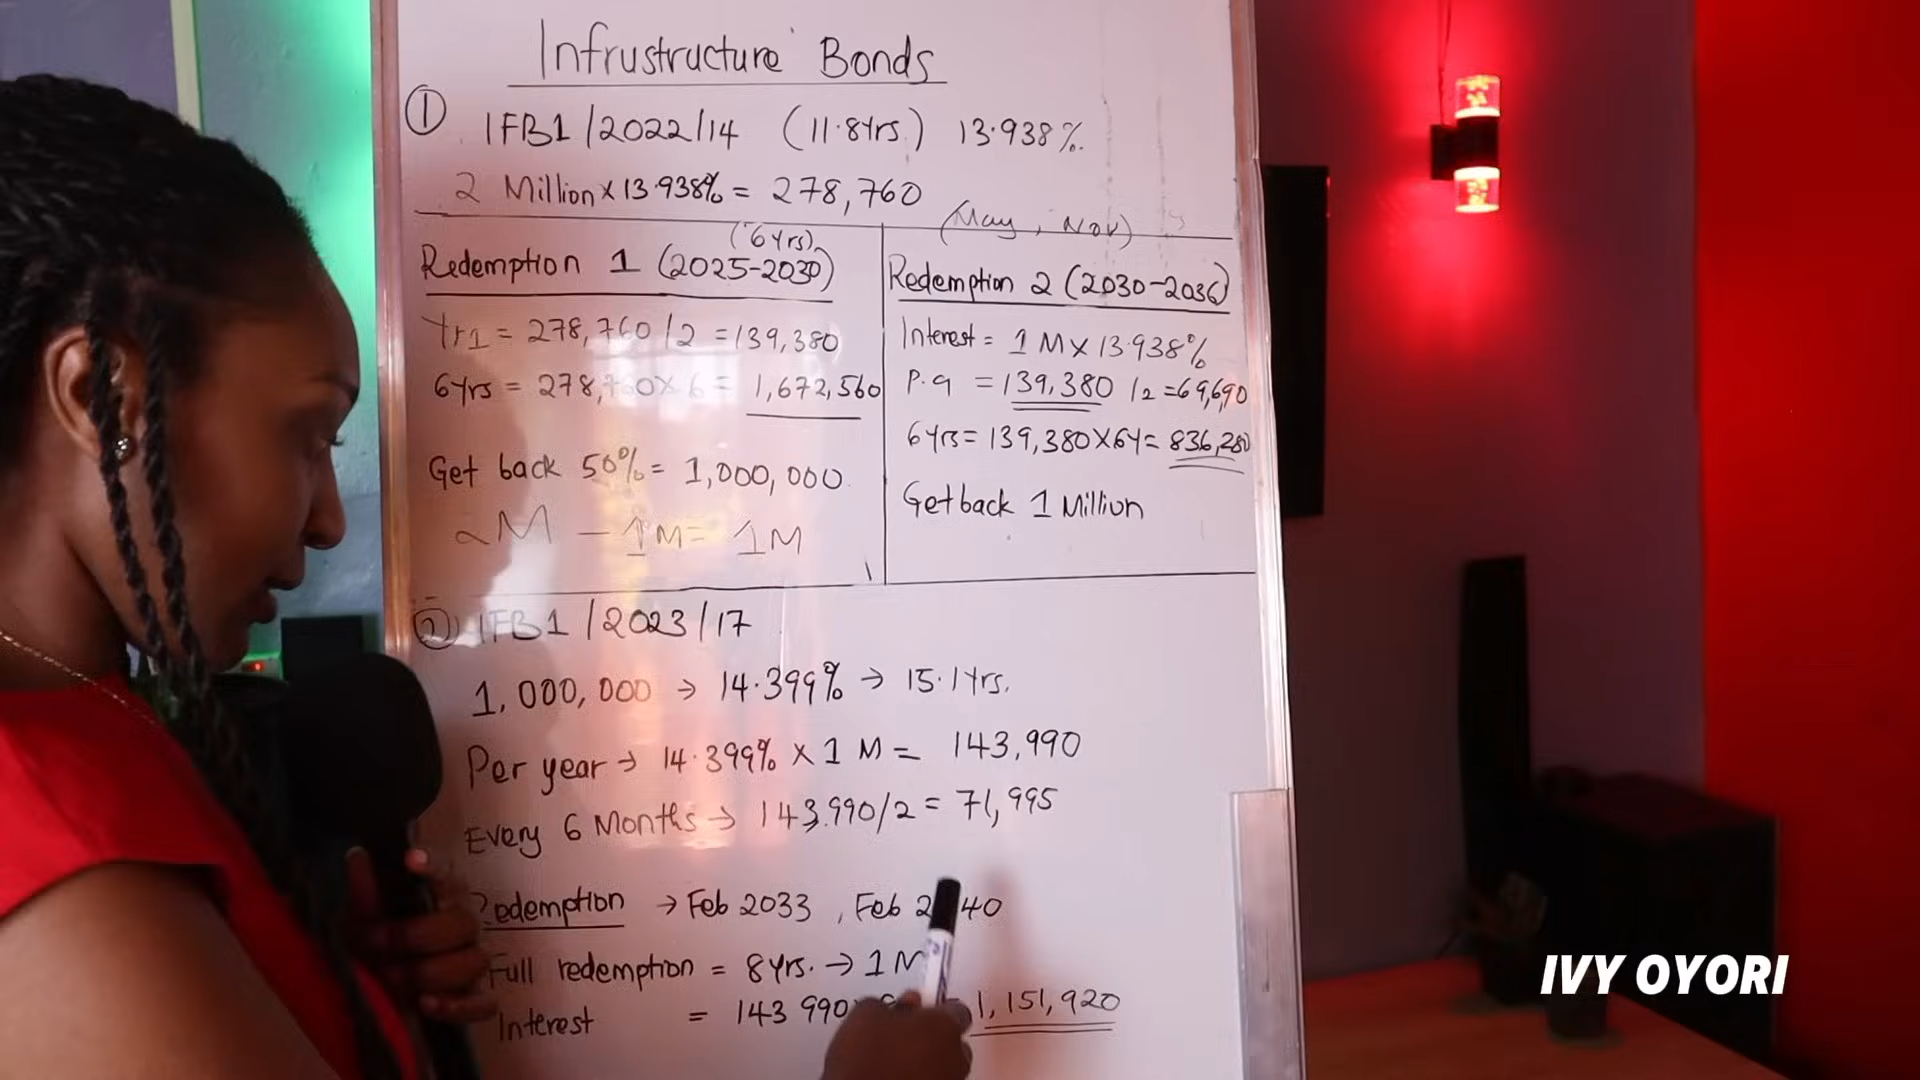 Infrustructure Bonds
① IFB1/2022/14 (11.8yrs.) 13.938%.
2 Million x 13.938% = 278,760
(May, Nov)
(6yrs)
Redemption 1 (2025-2030)
Yr1 = 278,760/2 = 139,380
6yrs = 278,760 x 6 = 1,672,560
Get back 50% = 1,000,000.
2M - 1M = 1M
Redemption 2 (2030-2036)
Interest = 1M x 13.938%
P.a = 139,380 /2 = 69,690
6yrs = 139,380 x 6Y = 836,280
Get back 1 Million
② IFB1/2023/17
1,000,000 → 14.399% → 15.1yrs.
Per year → 14.399% x 1M = 143,990
Every 6 Months → 143,990/2 = 71,995
Redemption → Feb 2033, Feb 2 40
Full redemption = 8yrs. → 1M
Interest = 143 990 1,151,920
IVY OYORI